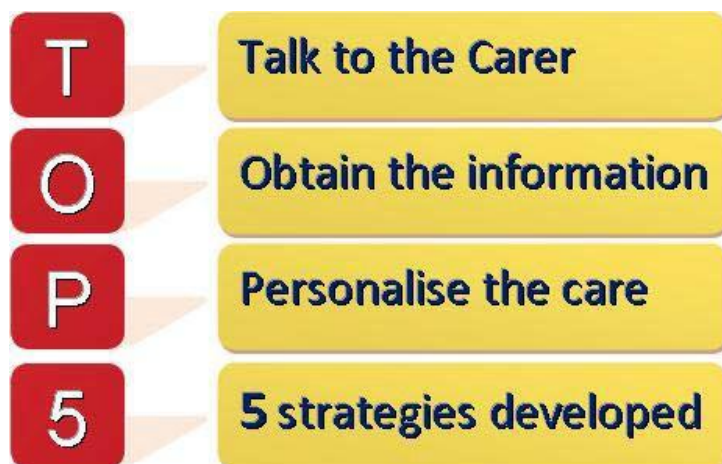 T Talk to the Carer
O Obtain the information
P Personalise the care
5 5 strategies developed